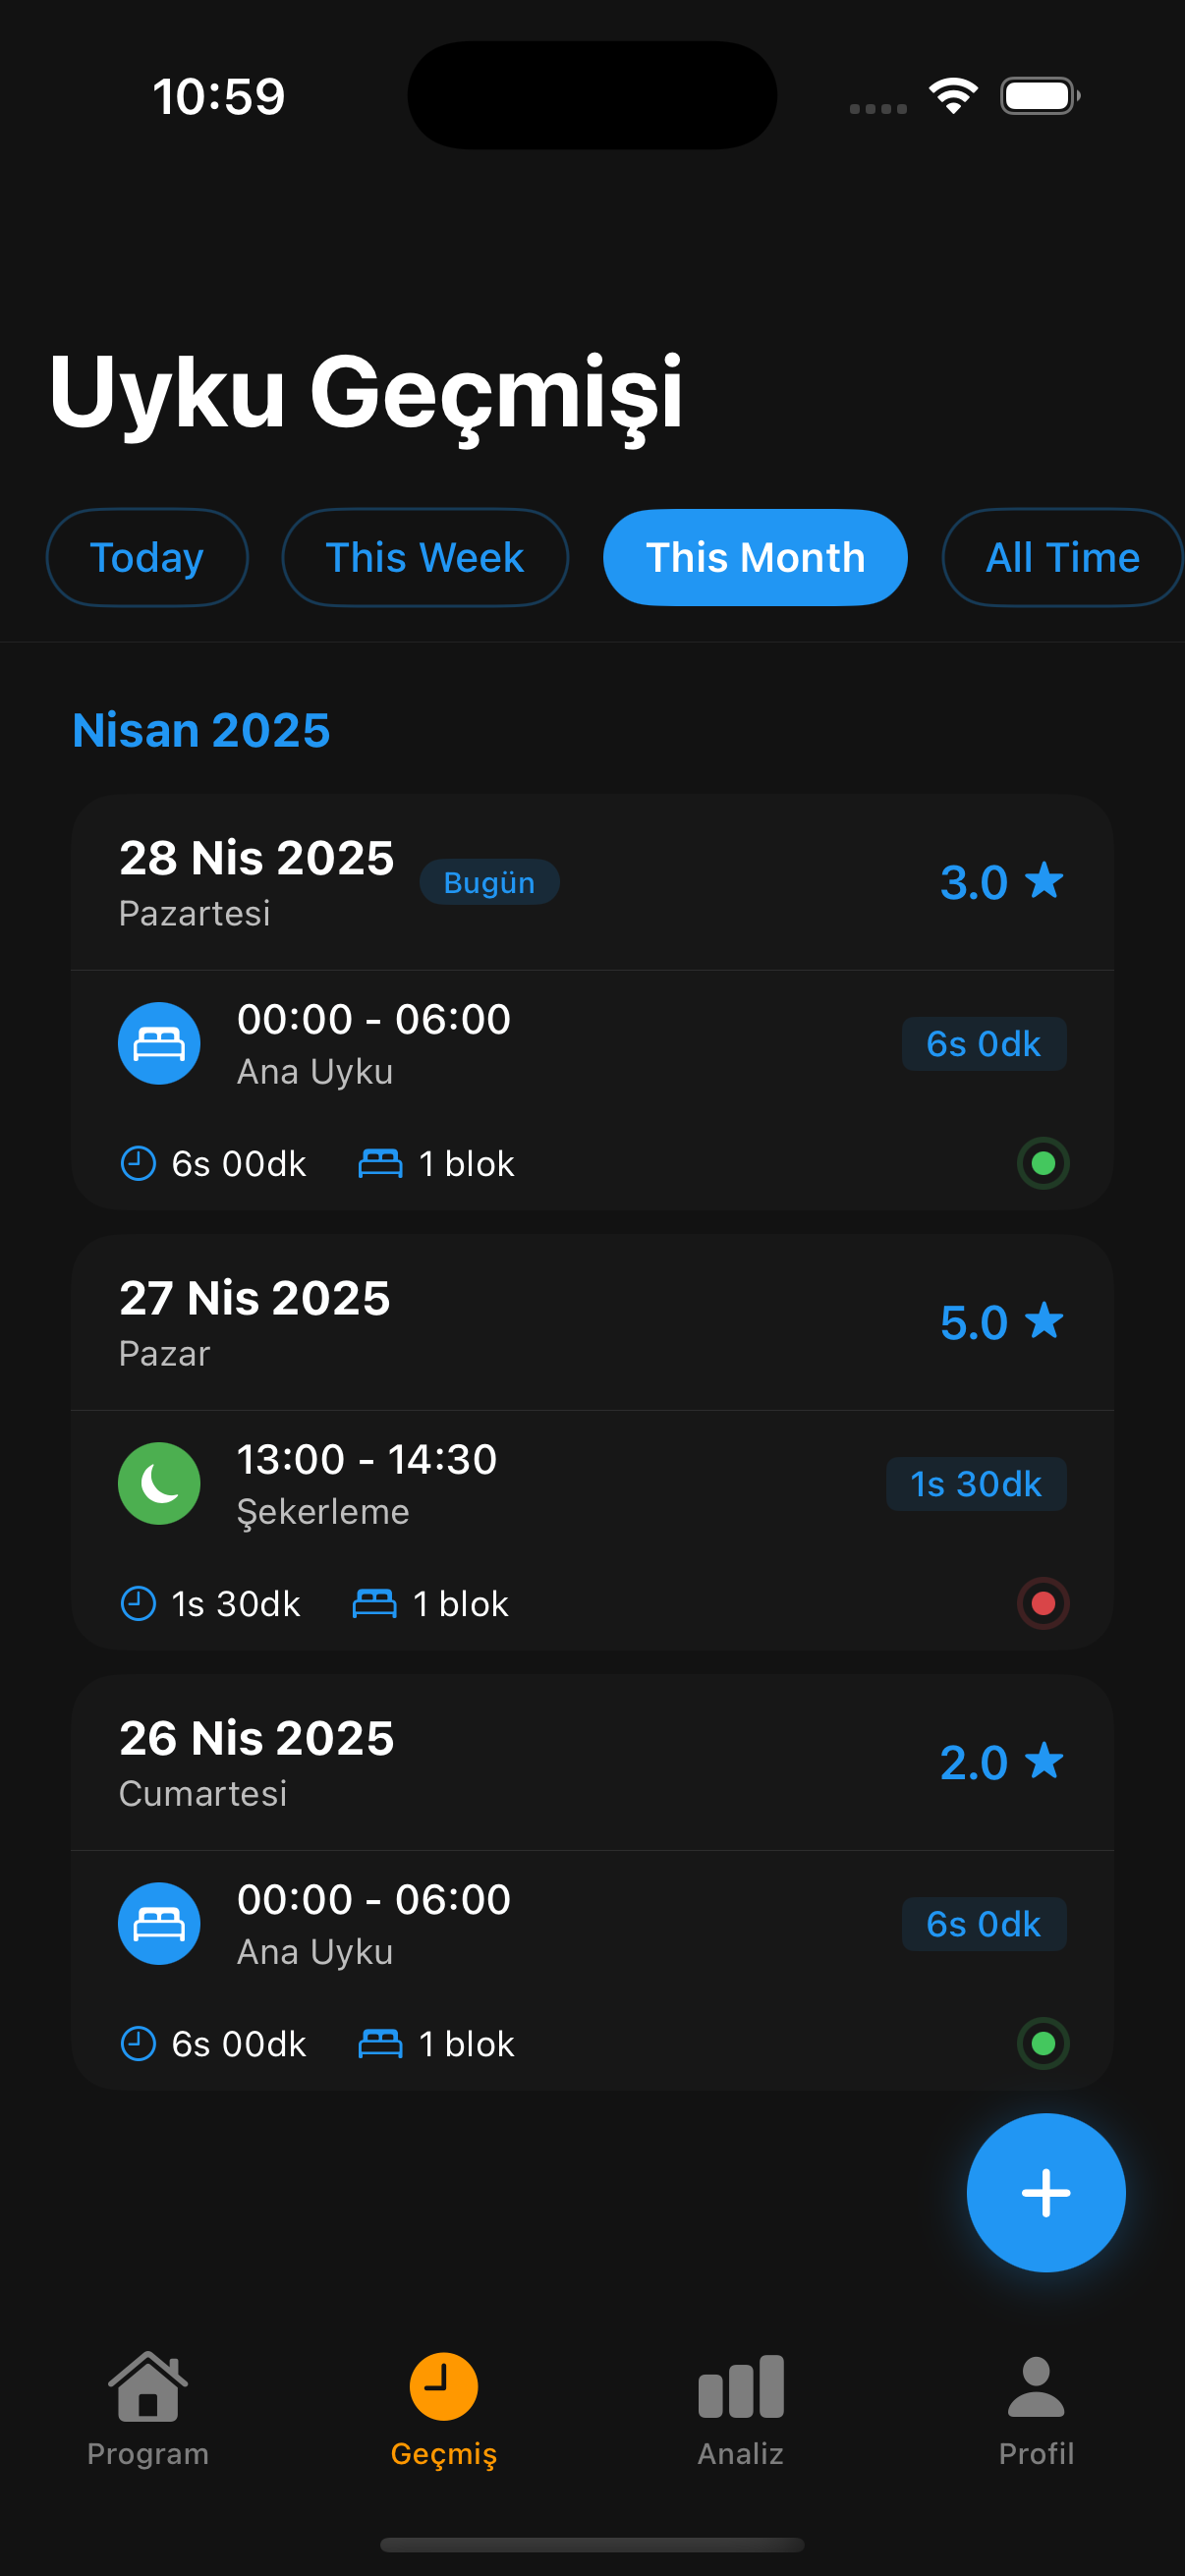 10:59
Uyku Geçmişi
Today This Week This Month All Time
Nisan 2025
28 Nis 2025
Pazartesi
Bugün
3.0
00:00 - 06:00
Ana Uyku
6s 0dk
6s 00dk 1 blok
27 Nis 2025
Pazar
5.0
13:00 - 14:30
Şekerleme
1s 30dk
1s 30dk 1 blok
26 Nis 2025
Cumartesi
2.0
00:00 - 06:00
Ana Uyku
6s 0dk
6s 00dk 1 blok
Program Geçmiş Analiz Profil